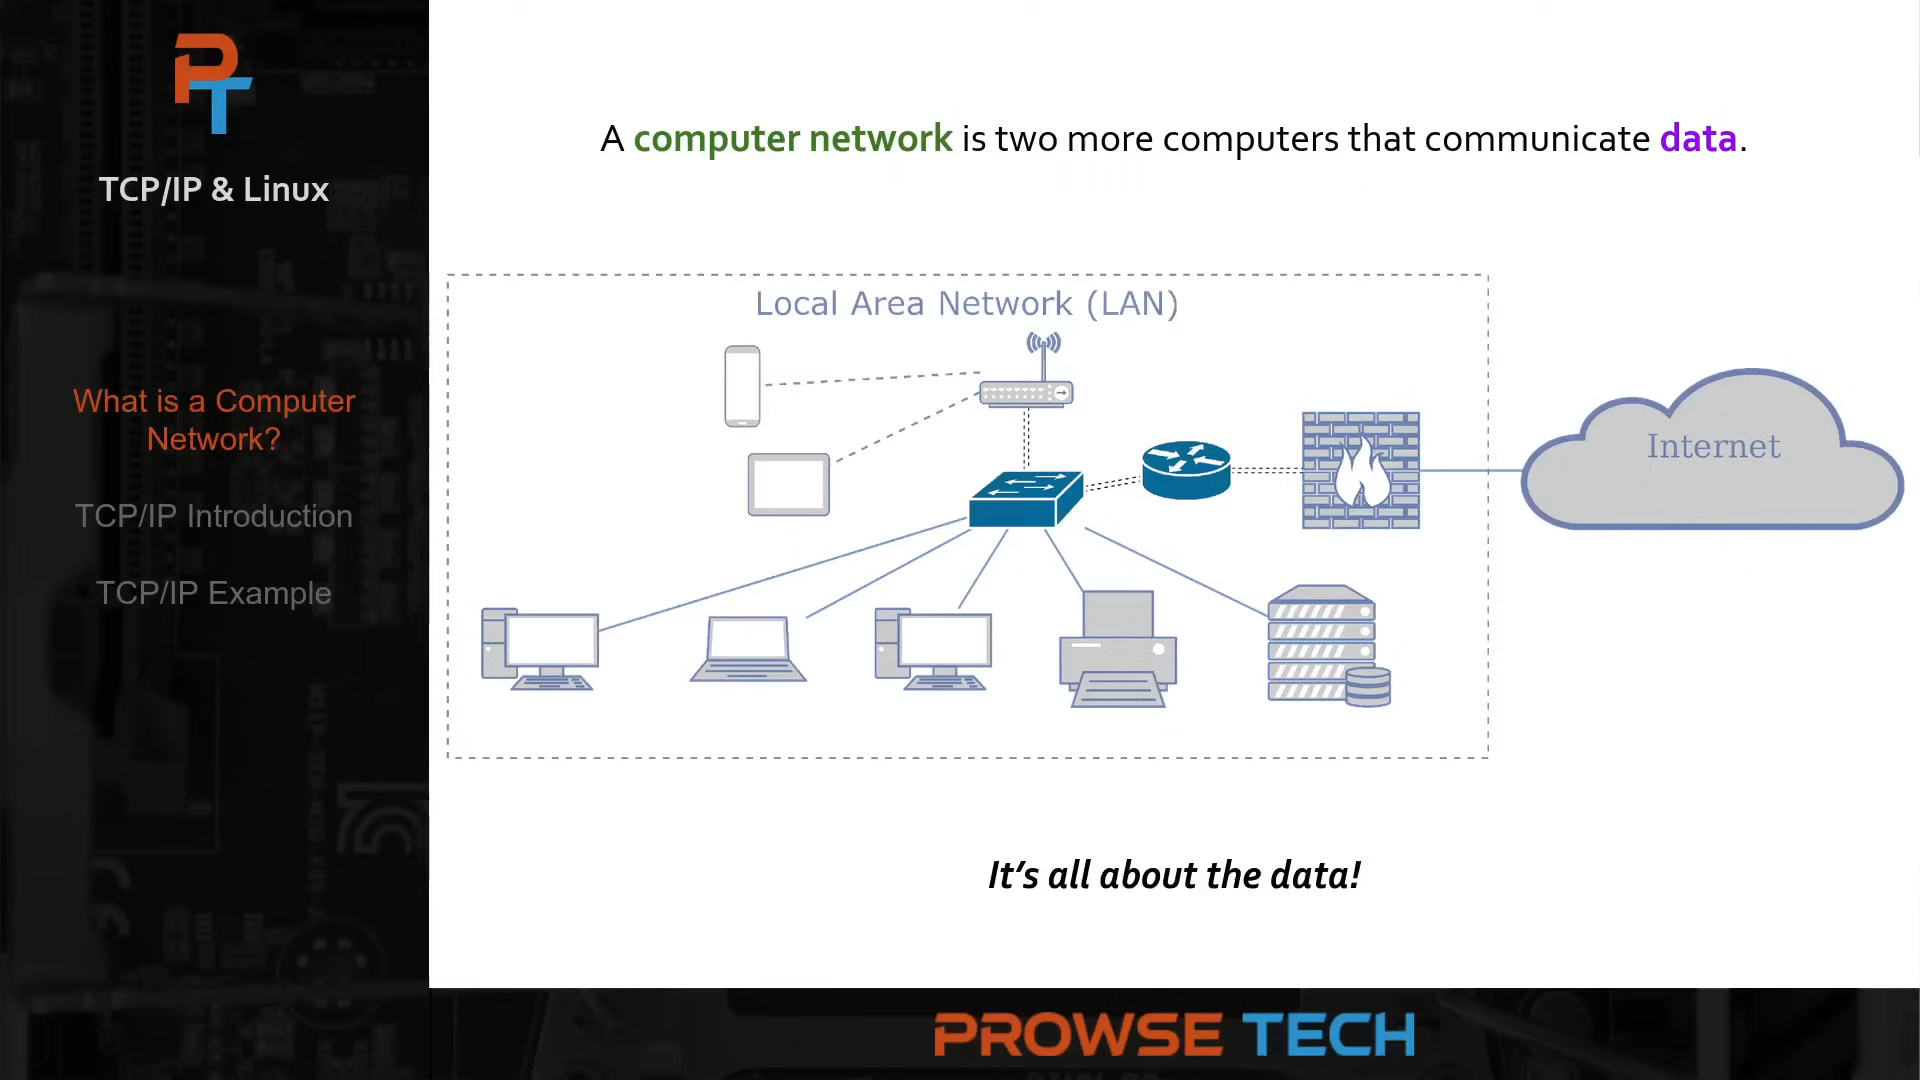 PT
TCP/IP & Linux
What is a Computer
Network?
TCP/IP Introduction
TCP/IP Example
A computer network is two more computers that communicate data.
Local Area Network (LAN)
Internet
It's all about the data!
PROWSE TECH